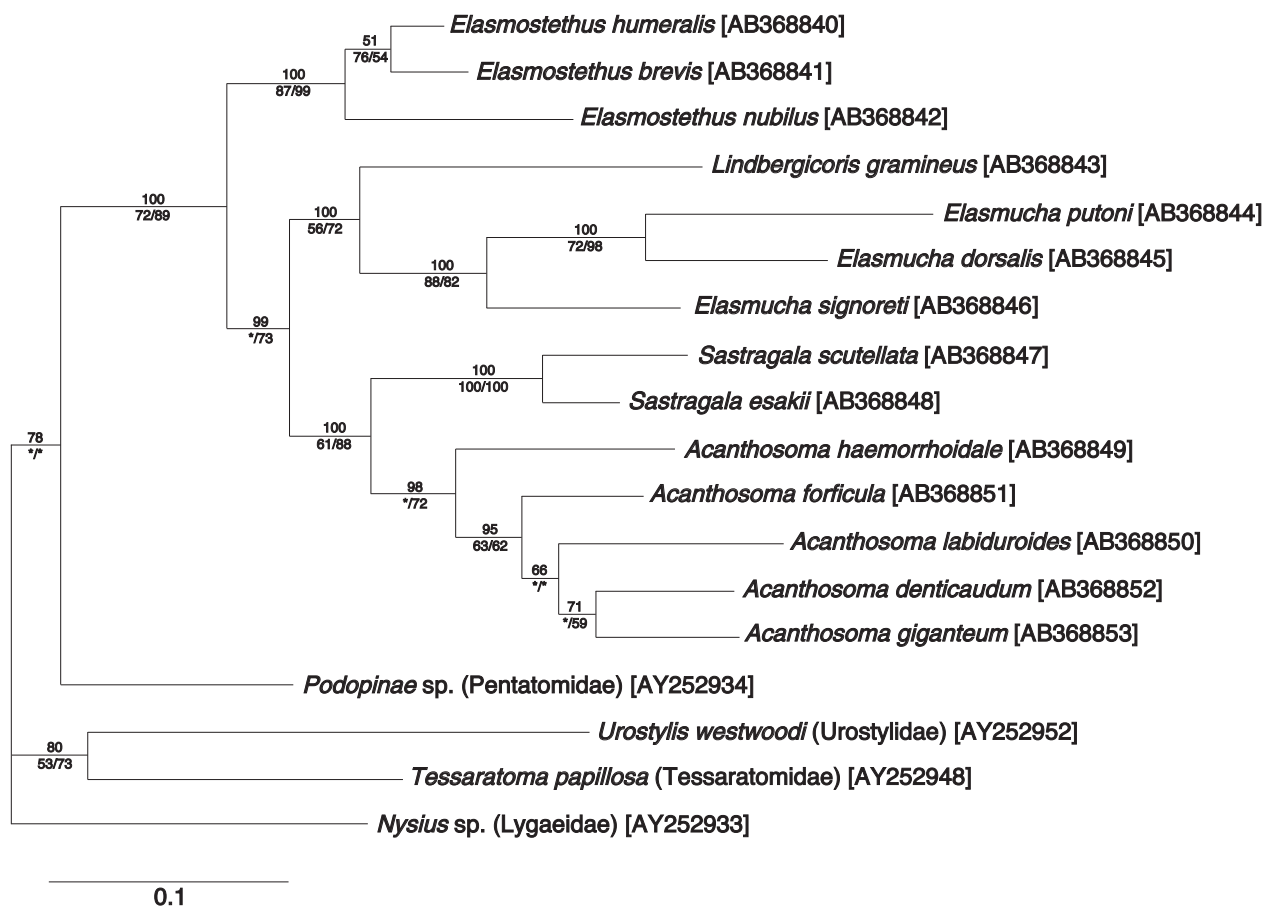 Elasmostethus humeralis [AB368840]
51
76/54
Elasmostethus brevis [AB368841]
100
87/99
Elasmostethus nubilus [AB368842]
Lindbergicoris gramineus [AB368843]
100
72/89
100
56/72
Elasmucha putoni [AB368844]
100
72/98
Elasmucha dorsalis [AB368845]
100
88/82
Elasmucha signoreti [AB368846]
99
*/73
Sastragala scutellata [AB368847]
100
100/100
Sastragala esakii [AB368848]
100
61/88
78
*/*
Acanthosoma haemorrhoidale [AB368849]
98
*/72
Acanthosoma forficula [AB368851]
95
63/62
Acanthosoma labiduroides [AB368850]
66
*/*
Acanthosoma denticaudum [AB368852]
71
*/59
Acanthosoma giganteum [AB368853]
Podopinae sp. (Pentatomidae) [AY252934]
Urostylis westwoodi (Urostylidae) [AY252952]
80
53/73
Tessaratoma papillosa (Tessaratomidae) [AY252948]
Nysius sp. (Lygaeidae) [AY252933]
0.1